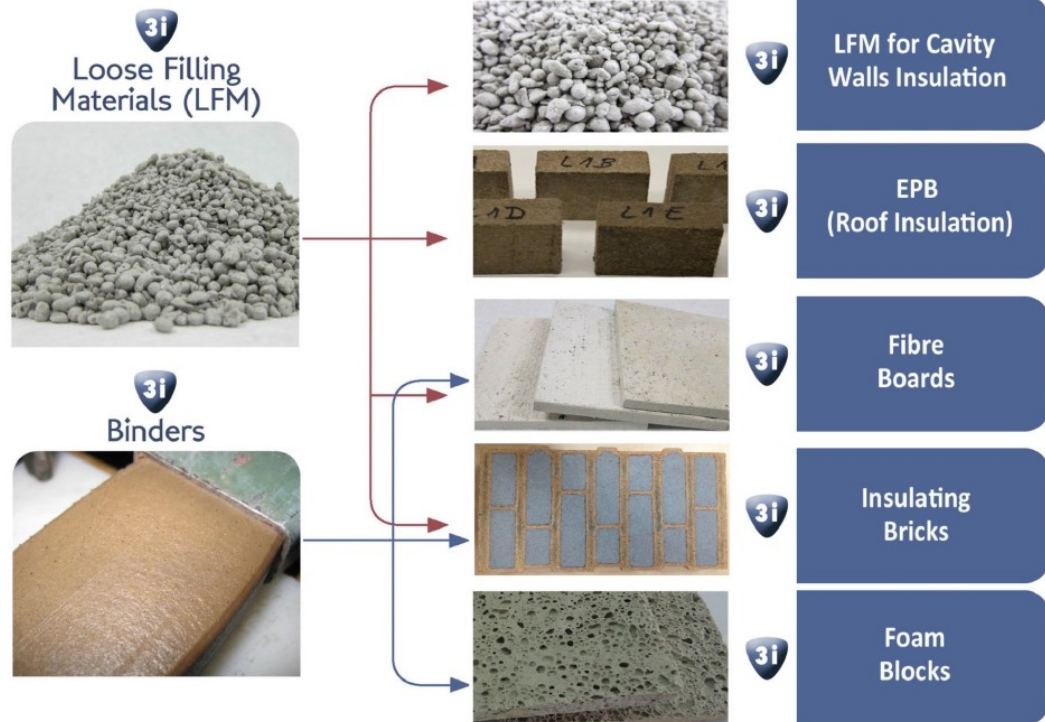 3i
Loose Filling
Materials (LFM)
3i
Binders
3i
LFM for Cavity
Walls Insulation
L1B
L1D
L1E
3i
EPB
(Roof Insulation)
3i
Fibre
Boards
3i
Insulating
Bricks
3i
Foam
Blocks